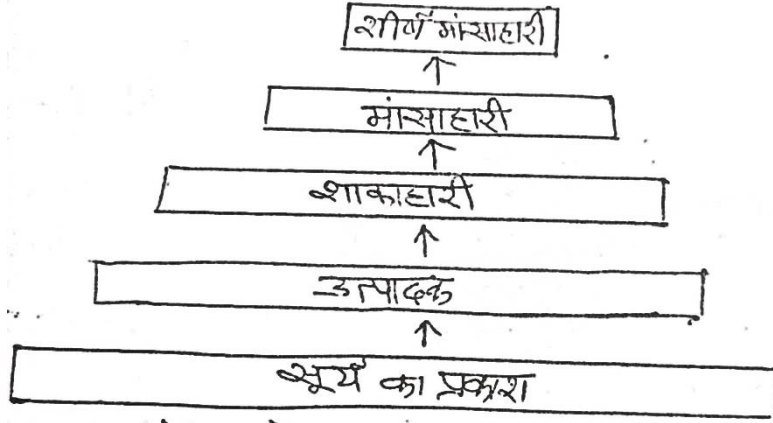 शीर्ष मांसाहारी
मांसाहारी
शाकाहारी
उत्पादक
सूर्य का प्रकाश